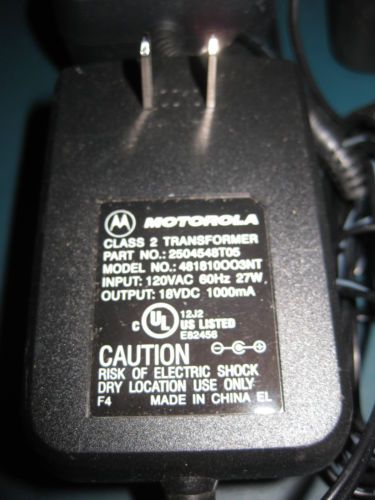 MOTOROLA
CLASS 2 TRANSFORMER
PART NO.: 2504548T05
MODEL NO.: 481810OO3NT
INPUT: 120VAC 60Hz 27W
OUTPUT: 18VDC 1000mA
C UL US LISTED
12J2
E82456
CAUTION
RISK OF ELECTRIC SHOCK
DRY LOCATION USE ONLY
F4 MADE IN CHINA EL